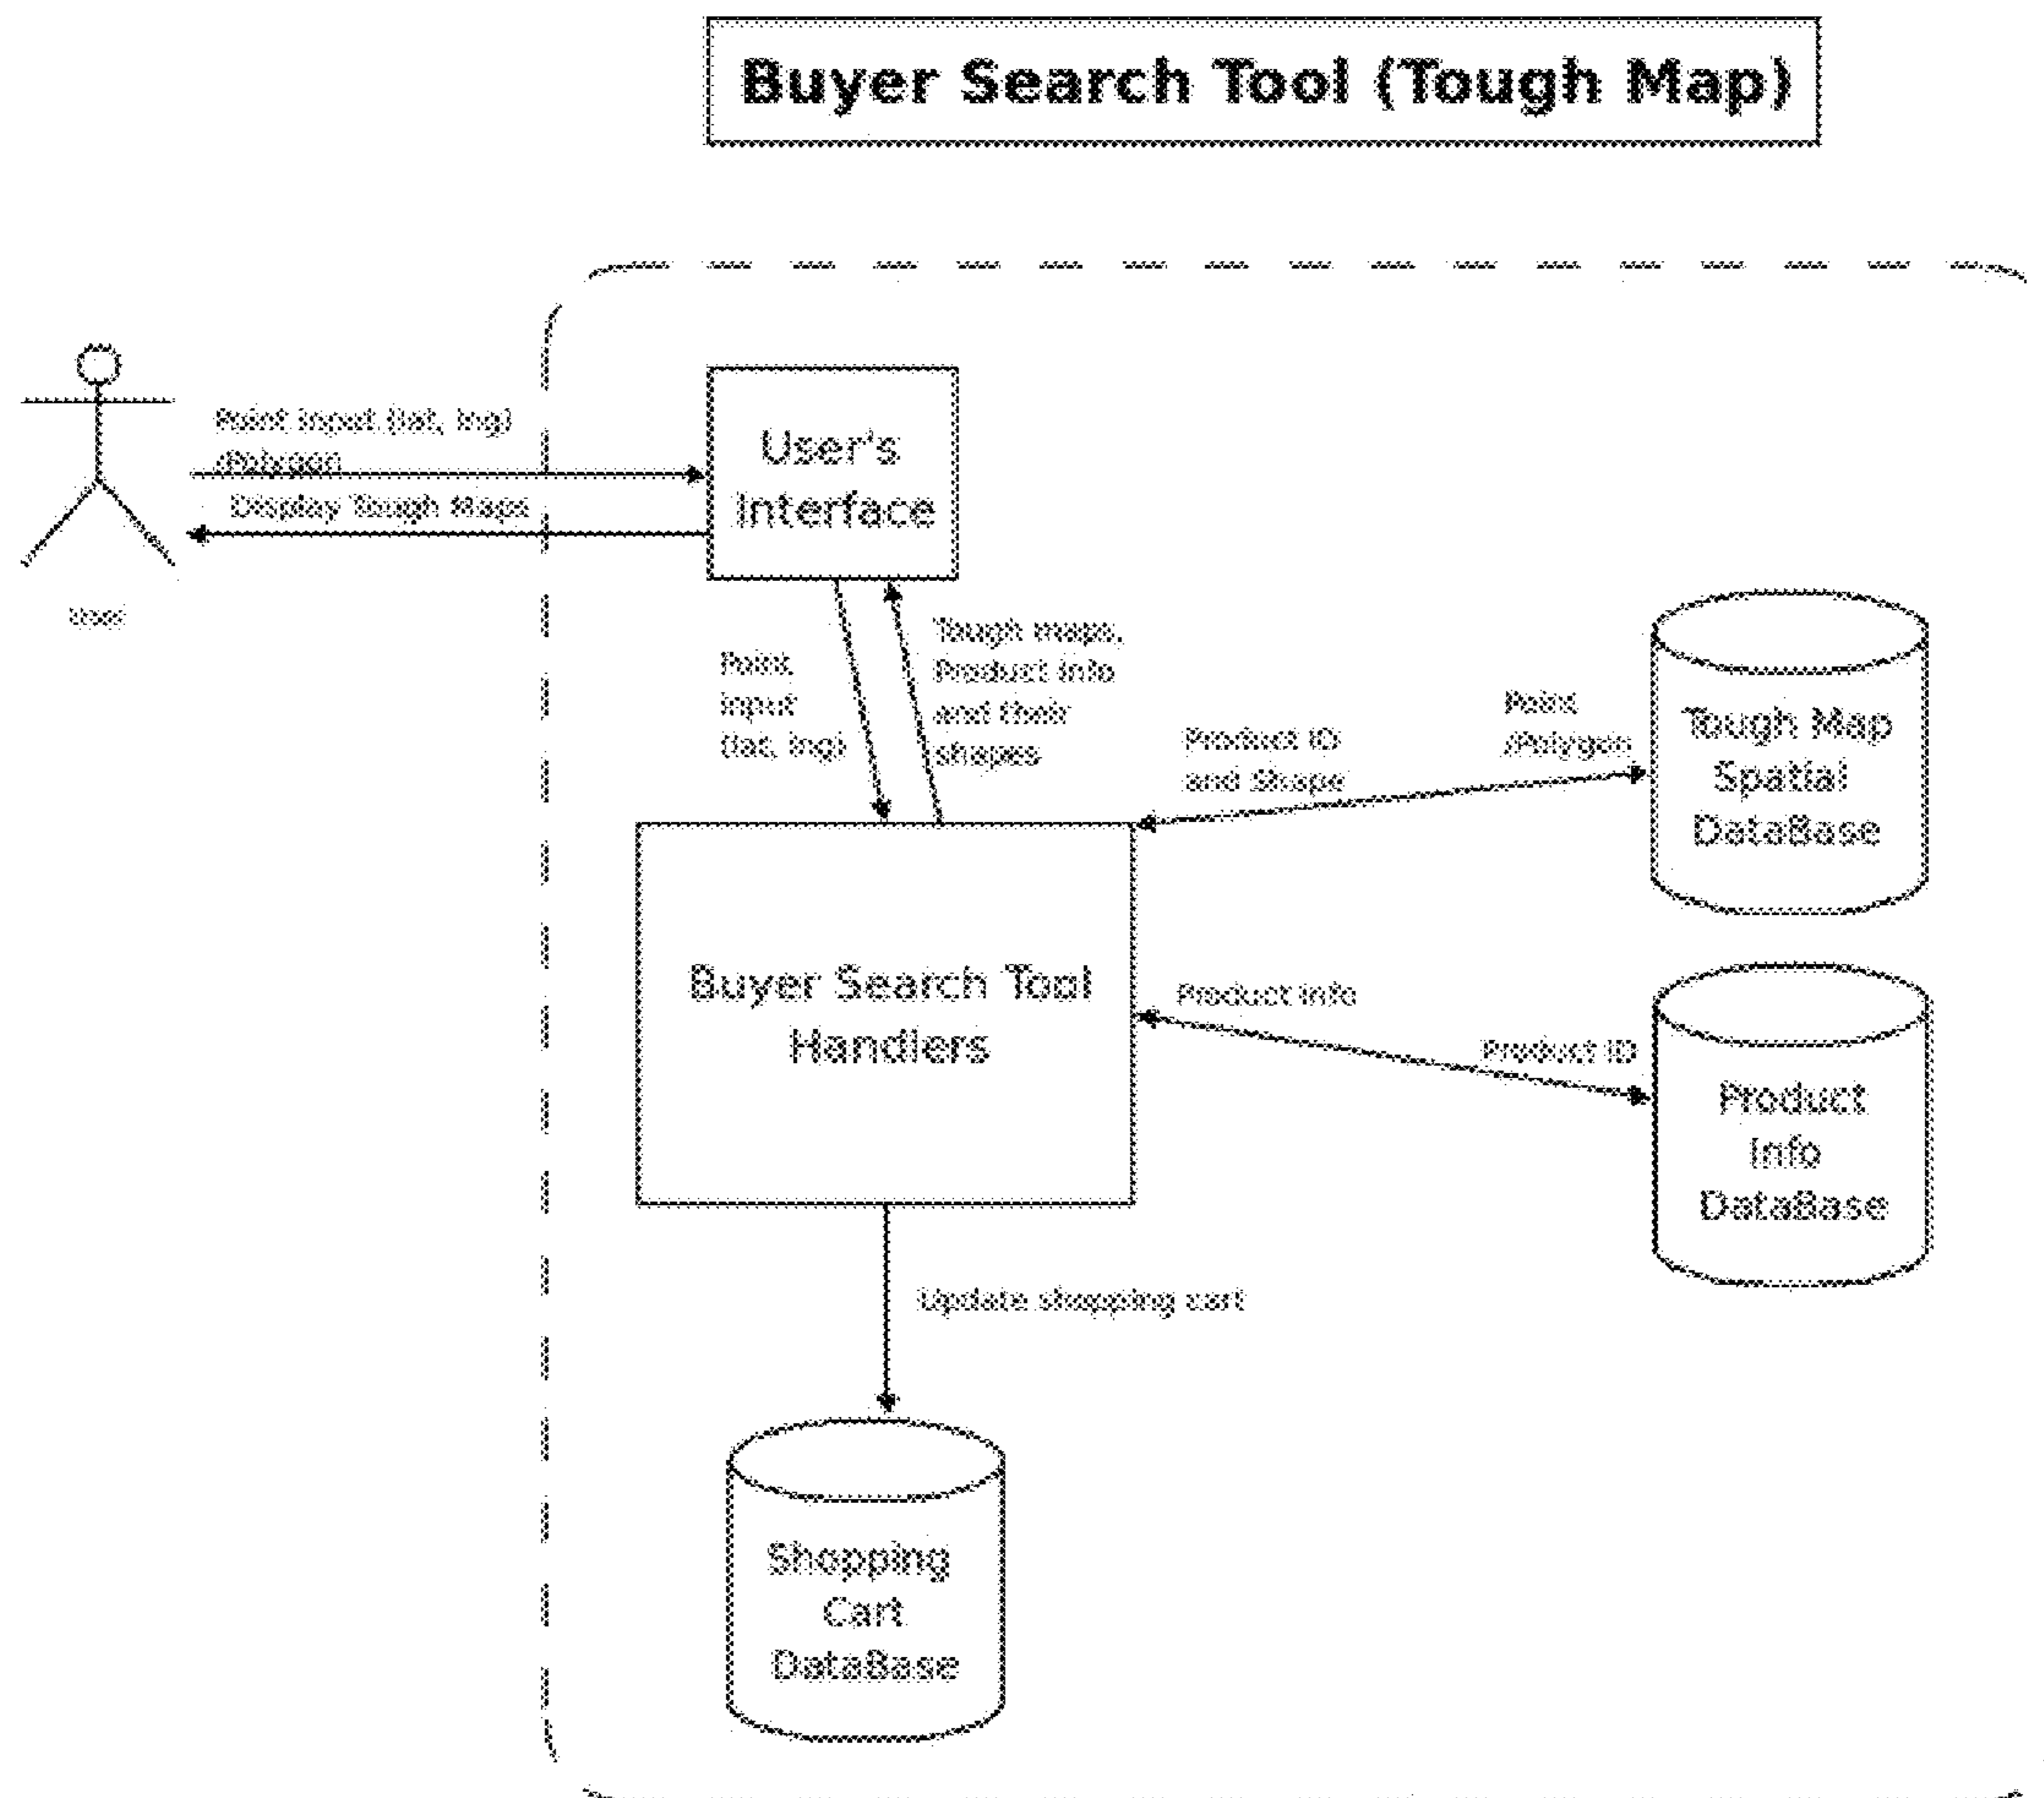 Buyer Search Tool (Tough Map)
Point input (lat, lng)
/Polygon
Display Tough Maps
User
User's
Interface
Point
input
(lat, lng)
Tough maps,
Product info
and their
shapes
Product ID
and Shape
Point
/Polygon
Tough Map
Spatial
DataBase
Buyer Search Tool
Handlers
Product info
Product ID
Product
Info
DataBase
Update shopping cart
Shopping
Cart
DataBase